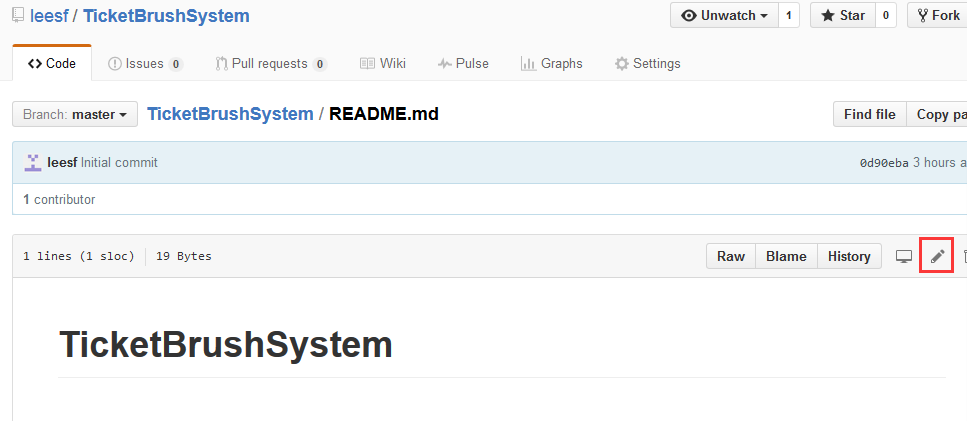 leesf / TicketBrushSystem Unwatch 1 Star 0 Fork
Code Issues 0 Pull requests 0 Wiki Pulse Graphs Settings
Branch: master TicketBrushSystem / README.md Find file Copy pa
leesf Initial commit 0d90eba 3 hours a
1 contributor
1 lines (1 sloc) 19 Bytes Raw Blame History
TicketBrushSystem